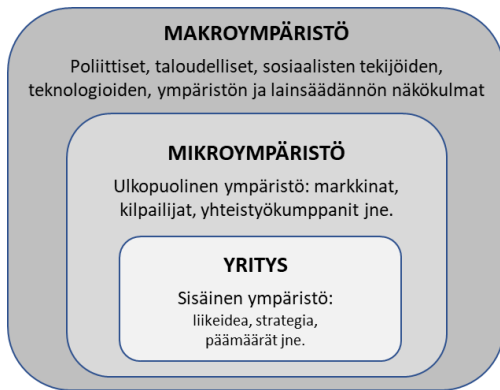 MAKROYMPÄRISTÖ
Poliittiset, taloudelliset, sosiaalisten tekijöiden,
teknologioiden, ympäristön ja lainsäädännön näkökulmat
MIKROYMPÄRISTÖ
Ulkopuolinen ympäristö: markkinat,
kilpailijat, yhteistyökumppanit jne.
YRITYS
Sisäinen ympäristö:
liikeidea, strategia,
päämäärät jne.